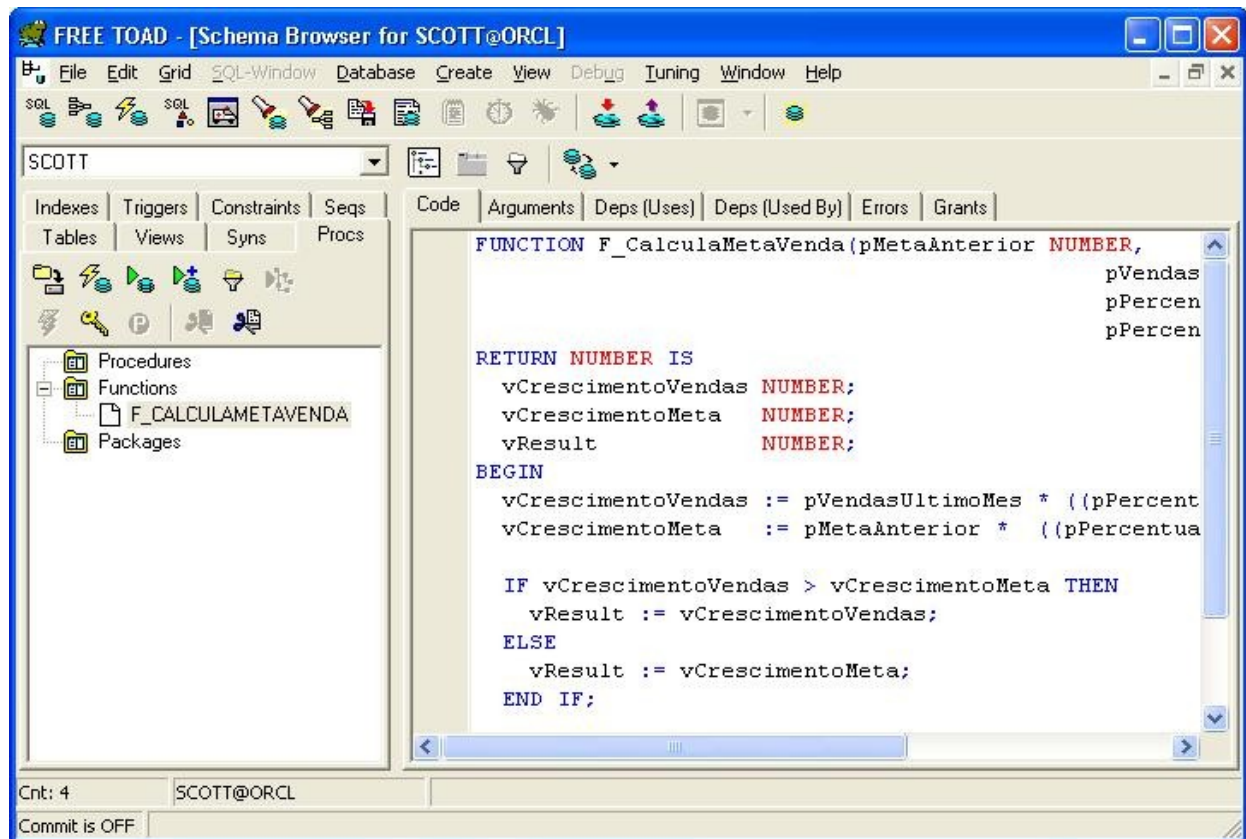 FREE TOAD - [Schema Browser for SCOTT@ORCL]
File Edit Grid SQL-Window Database Create View Debug Tuning Window Help
SQL SQL
SCOTT
Indexes Triggers Constraints Seqs
Tables Views Syns Procs
Procedures
Functions
F_CALCULAMETAVENDA
Packages
Code Arguments Deps (Uses) Deps (Used By) Errors Grants
FUNCTION F_CalculaMetaVenda(pMetaAnterior NUMBER,
pVendas
pPercen
pPercen
RETURN NUMBER IS
vCrescimentoVendas NUMBER;
vCrescimentoMeta NUMBER;
vResult NUMBER;
BEGIN
vCrescimentoVendas := pVendasUltimoMes * ((pPercent
vCrescimentoMeta := pMetaAnterior * ((pPercentua
IF vCrescimentoVendas > vCrescimentoMeta THEN
vResult := vCrescimentoVendas;
ELSE
vResult := vCrescimentoMeta;
END IF;
Cnt: 4 SCOTT@ORCL
Commit is OFF